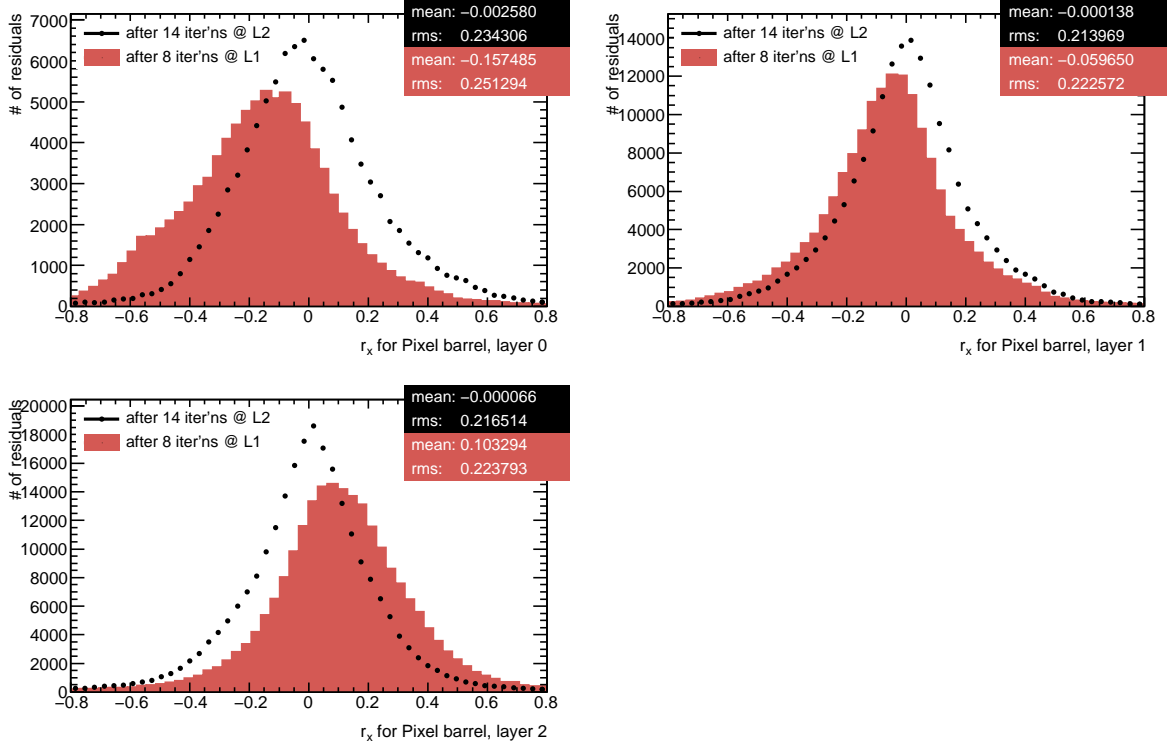 mean: −0.002580
rms: 0.234306
mean: −0.157485
rms: 0.251294
after 14 iter'ns @ L2
after 8 iter'ns @ L1
# of residuals
7000
6000
5000
4000
3000
2000
1000
0
−0.8 −0.6 −0.4 −0.2 0 0.2 0.4 0.6 0.8
r_x for Pixel barrel, layer 0
mean: −0.000138
rms: 0.213969
mean: −0.059650
rms: 0.222572
after 14 iter'ns @ L2
after 8 iter'ns @ L1
# of residuals
14000
12000
10000
8000
6000
4000
2000
0
−0.8 −0.6 −0.4 −0.2 0 0.2 0.4 0.6 0.8
r_x for Pixel barrel, layer 1
mean: −0.000066
rms: 0.216514
mean: 0.103294
rms: 0.223793
after 14 iter'ns @ L2
after 8 iter'ns @ L1
# of residuals
20000
18000
16000
14000
12000
10000
8000
6000
4000
2000
0
−0.8 −0.6 −0.4 −0.2 0 0.2 0.4 0.6 0.8
r_x for Pixel barrel, layer 2